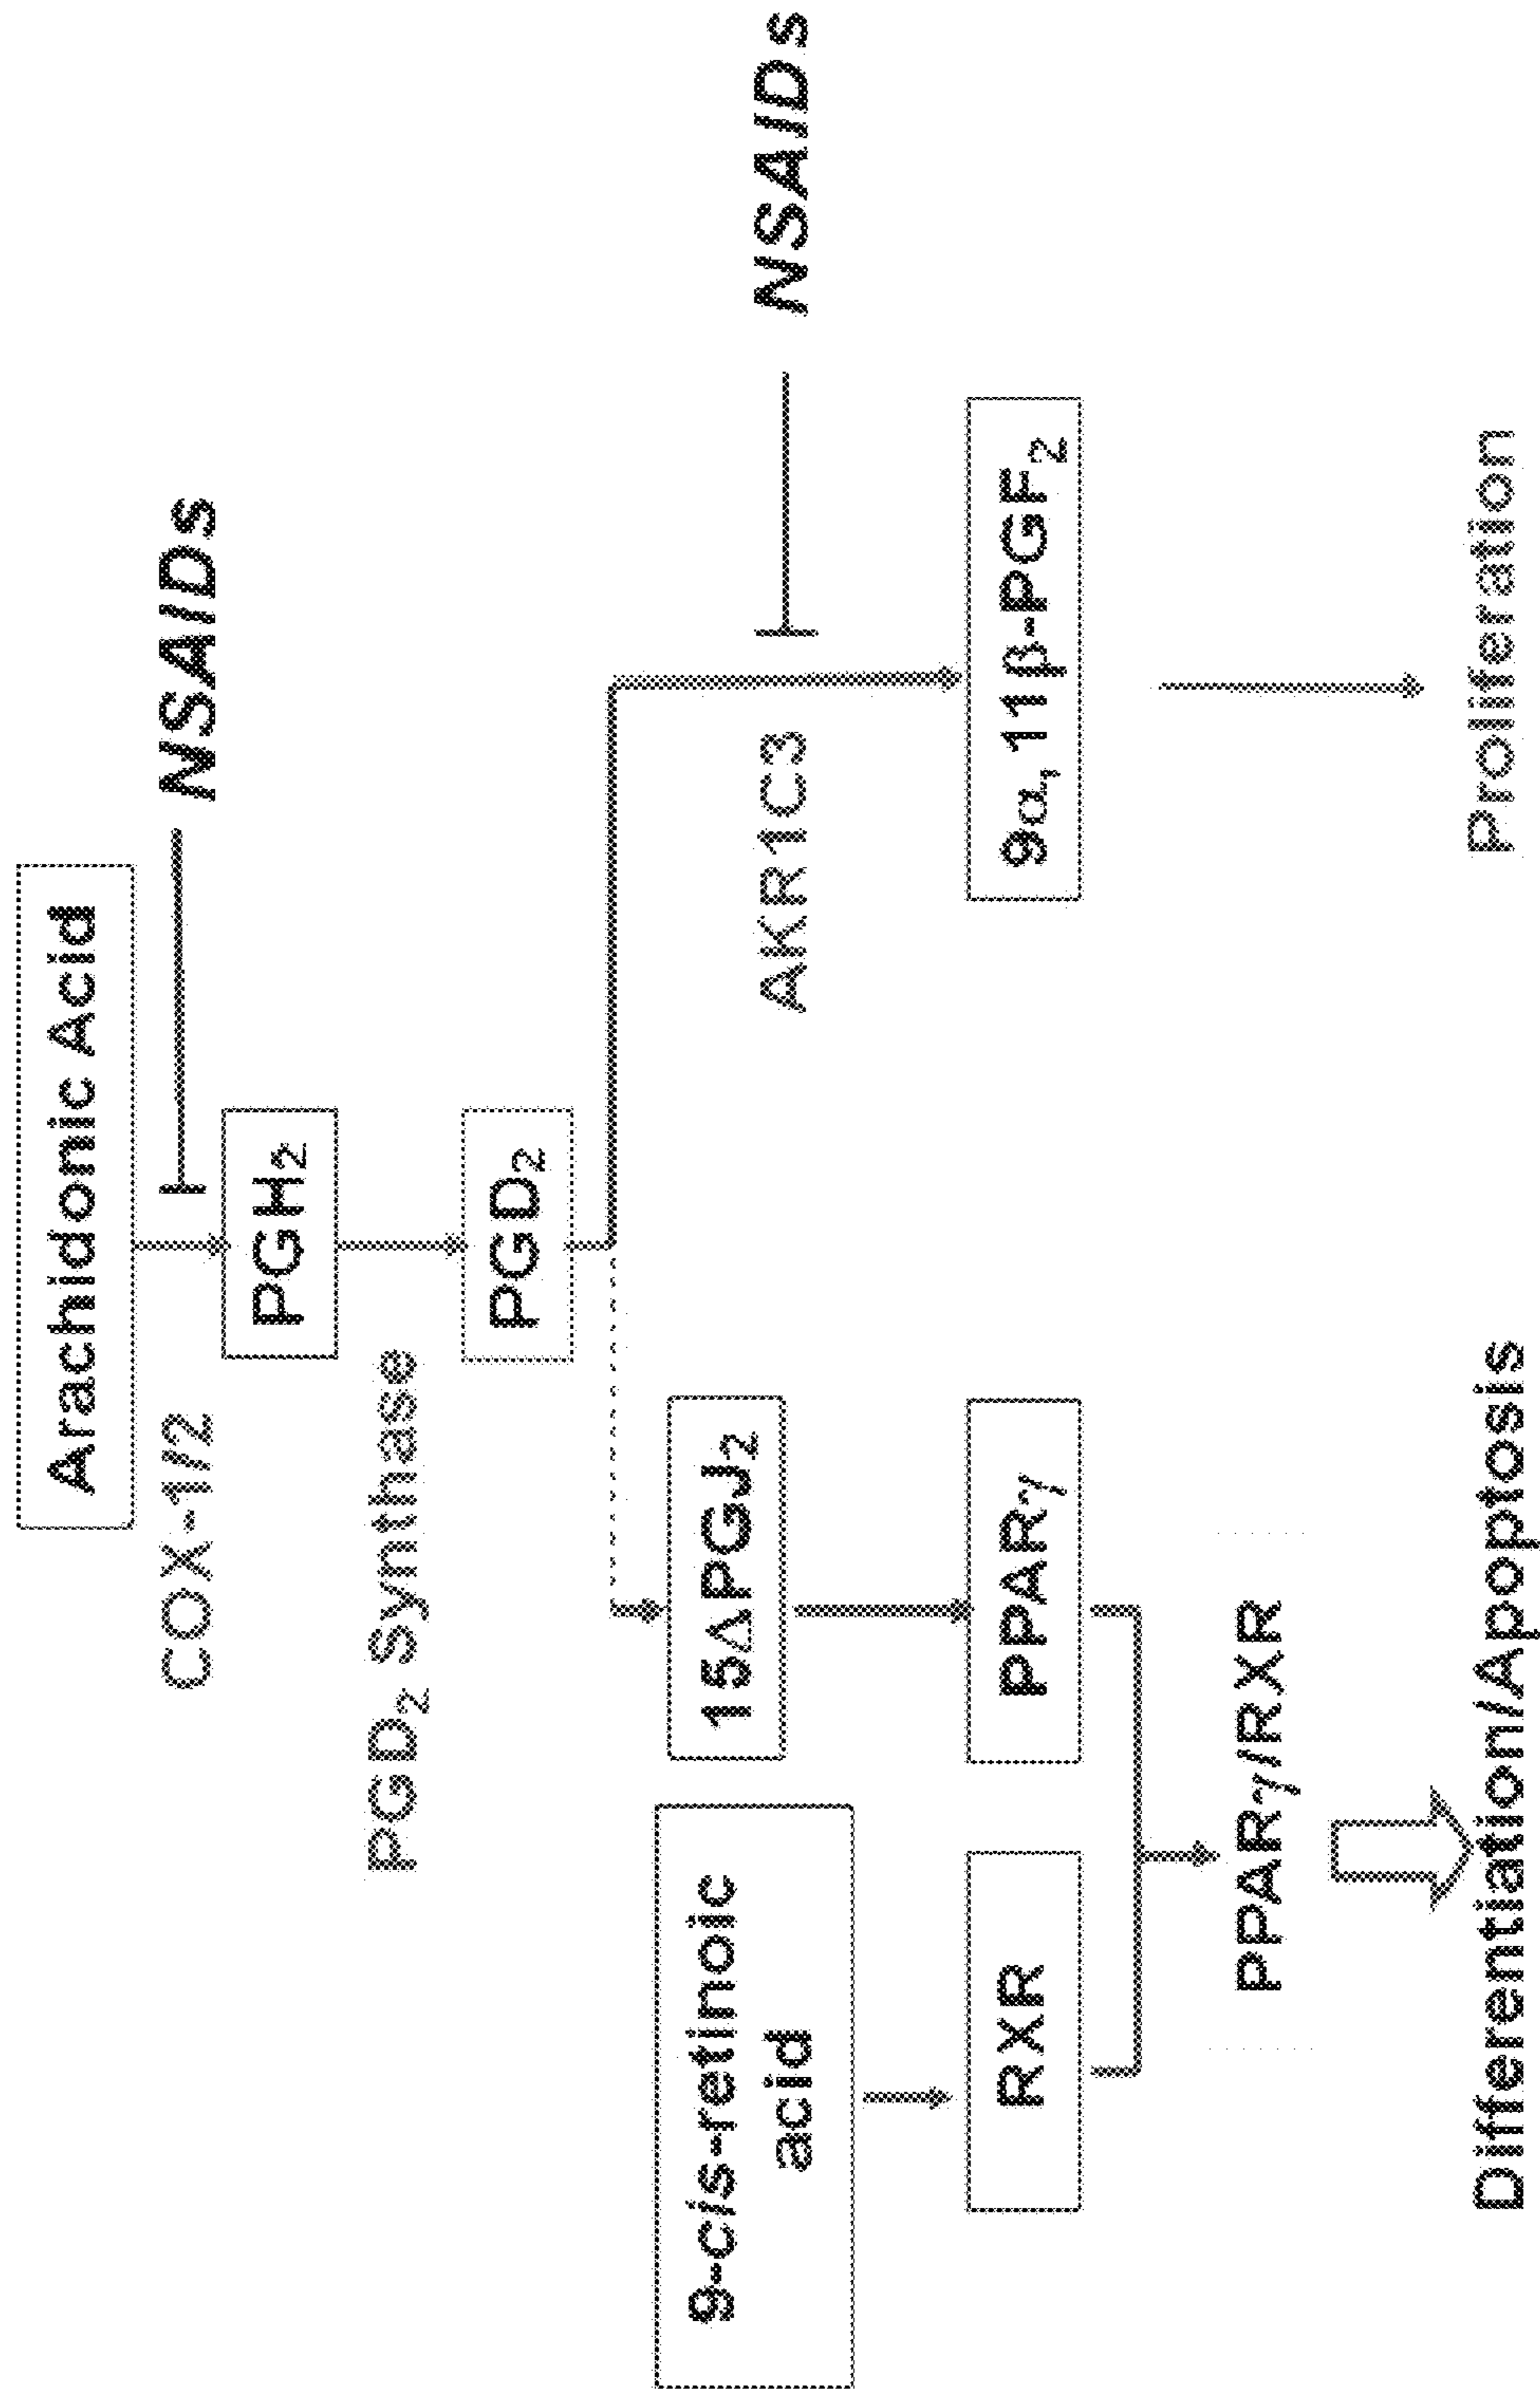 Arachidonic Acid
COX-1/2
NSAIDs
PGH₂
PGD₂ Synthase
PGD₂
15ΔPGJ₂
9-cis-retinoic
acid
AKR1C3
NSAIDs
RXR
PPARγ
9α, 11β-PGF₂
PPARγ/RXR
Differentiation/Apoptosis
Proliferation